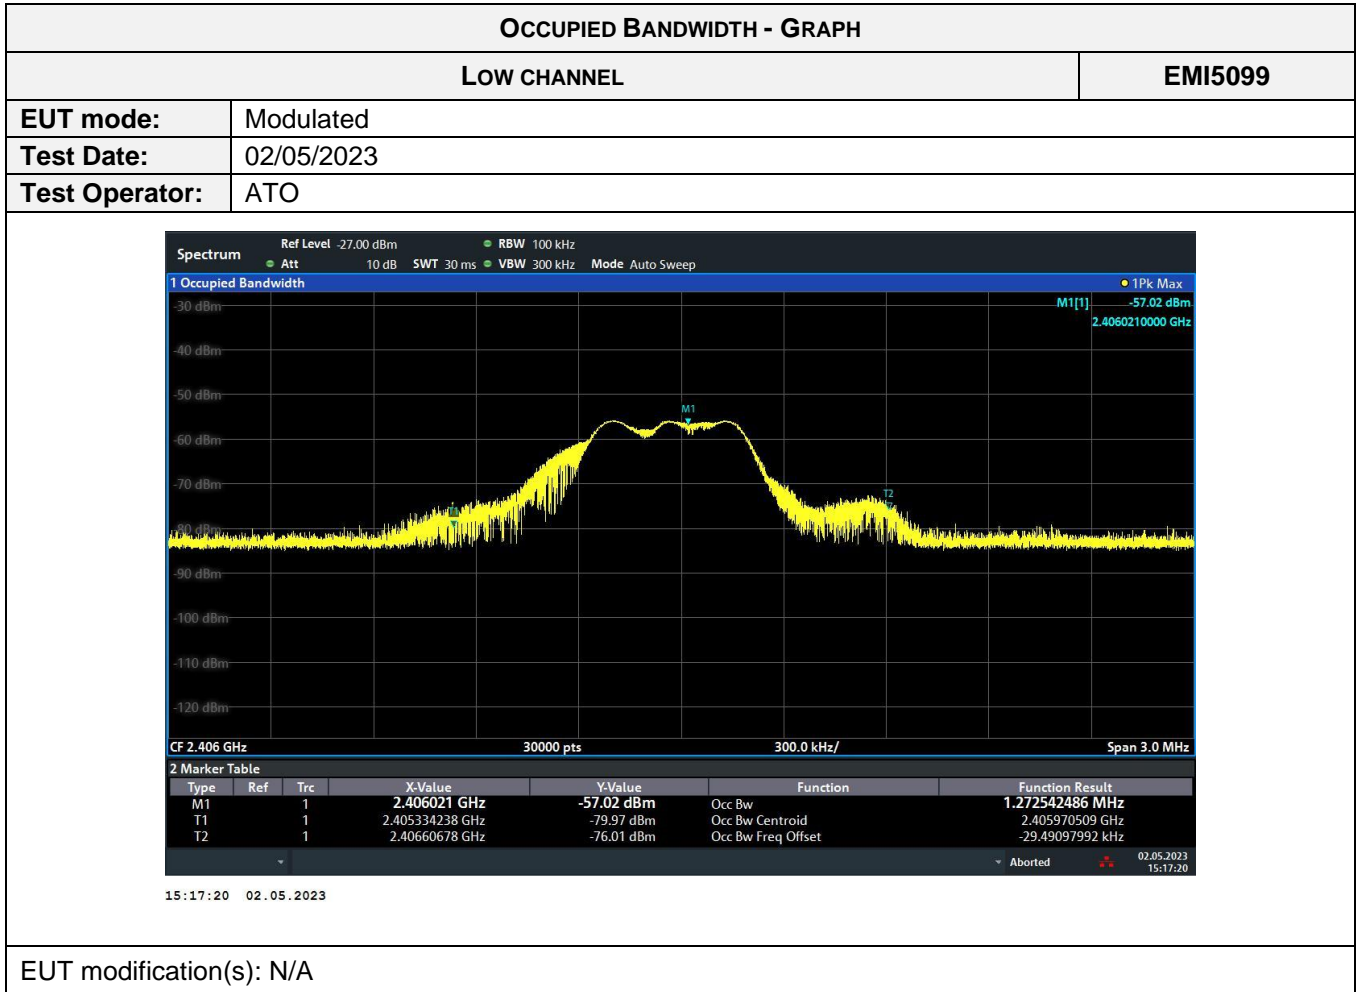 OCCUPIED BANDWIDTH - GRAPH
LOW CHANNEL EMI5099
EUT mode: Modulated
Test Date: 02/05/2023
Test Operator: ATO
Spectrum Ref Level -27.00 dBm RBW 100 kHz
Att 10 dB SWT 30 ms VBW 300 kHz Mode Auto Sweep
1 Occupied Bandwidth 1Pk Max
M1[1] -57.02 dBm
2.4060210000 GHz
-30 dBm
-40 dBm
-50 dBm
M1
-60 dBm
-70 dBm
T2
T1
-80 dBm
-90 dBm
-100 dBm
-110 dBm
-120 dBm
CF 2.406 GHz 30000 pts 300.0 kHz/ Span 3.0 MHz
2 Marker Table
Type Ref Trc X-Value Y-Value Function Function Result
M1 1 2.406021 GHz -57.02 dBm Occ Bw 1.272542486 MHz
T1 1 2.405334238 GHz -79.97 dBm Occ Bw Centroid 2.405970509 GHz
T2 1 2.40660678 GHz -76.01 dBm Occ Bw Freq Offset -29.49097992 kHz
Aborted 02.05.2023
15:17:20
15:17:20 02.05.2023
EUT modification(s): N/A